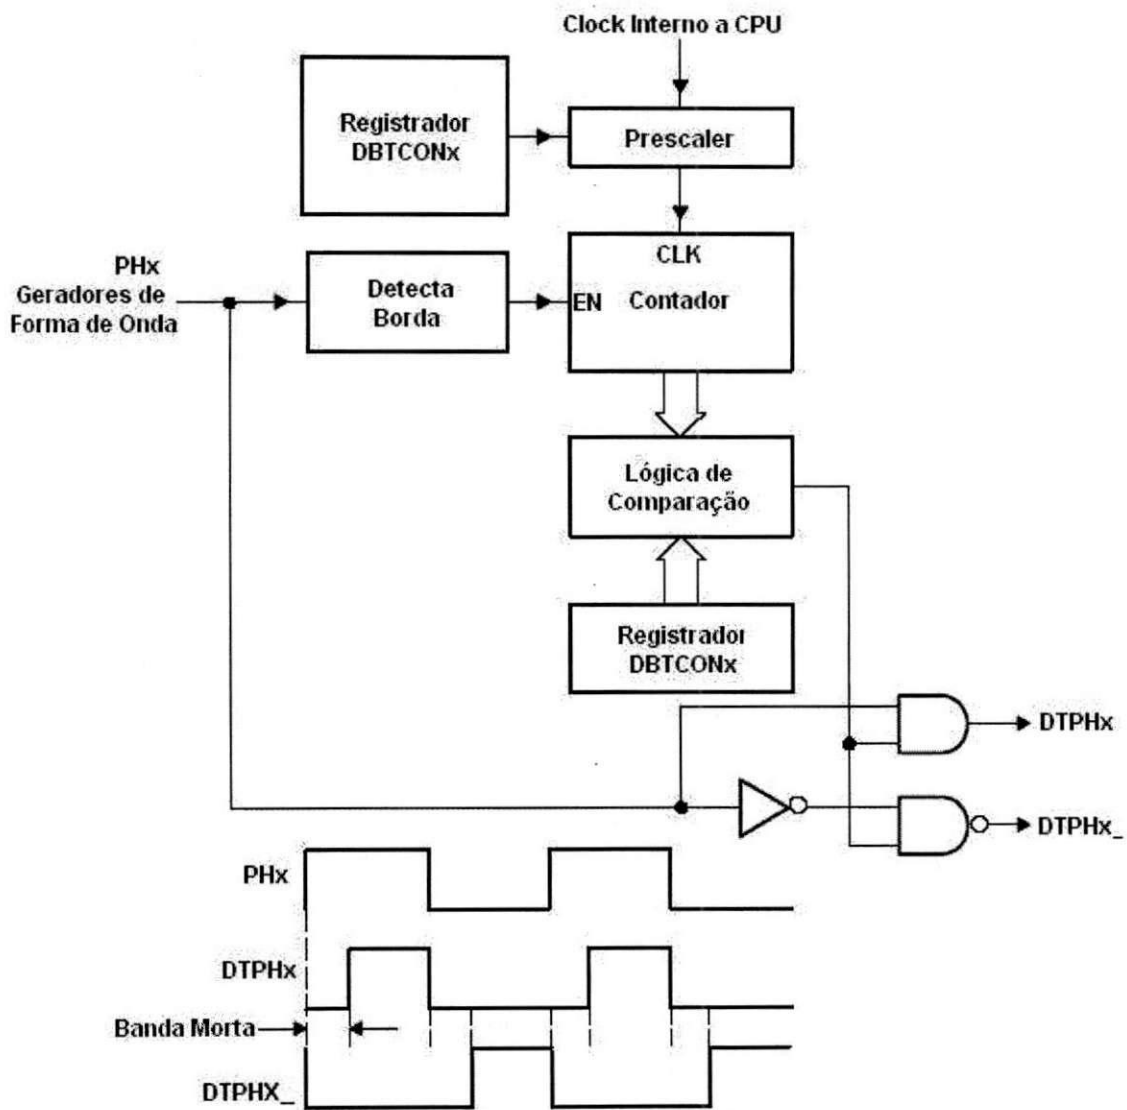 Clock Interno a CPU
Registrador
DBTCONx
Prescaler
PHx
Geradores de
Forma de Onda
Detecta
Borda
CLK
EN
Contador
Lógica de
Comparação
Registrador
DBTCONx
DTPHx
DTPHx_
PHx
DTPHx
Banda Morta
DTPHX_